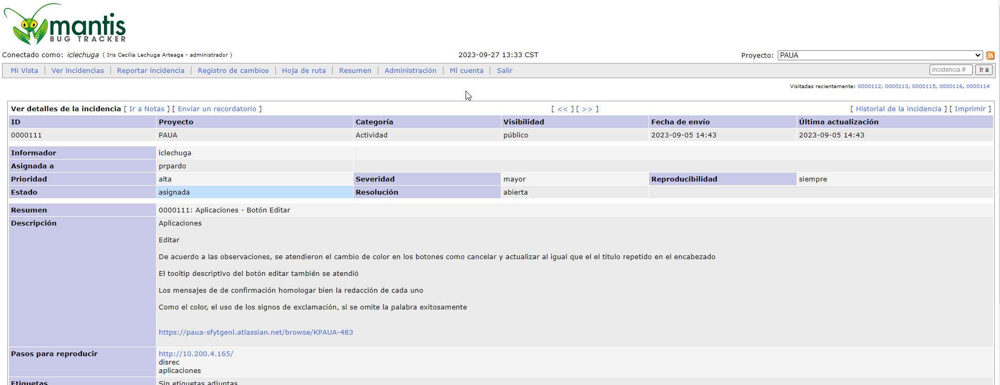 mantis
BUG TRACKER
Conectado como: iclechuga ( Iris Cecilia Lechuga Arteaga - administrador ) 2023-09-27 13:33 CST Proyecto: PAUA
Mi Vista | Ver incidencias | Reportar incidencia | Registro de cambios | Hoja de ruta | Resumen | Administración | Mi cuenta | Salir Incidencia # Ir a
Visitadas recientemente: 0000112, 0000113, 0000115, 0000116, 0000114
Ver detalles de la incidencia [ Ir a Notas ] [ Enviar un recordatorio ] [ << ] [ >> ] [ Historial de la incidencia ] [ Imprimir ]
ID Proyecto Categoría Visibilidad Fecha de envío Última actualización
0000111 PAUA Actividad público 2023-09-05 14:43 2023-09-05 14:43
Informador iclechuga
Asignada a prpardo
Prioridad alta Severidad mayor Reproducibilidad siempre
Estado asignada Resolución abierta
Resumen 0000111: Aplicaciones - Botón Editar
Descripción Aplicaciones
Editar
De acuerdo a las observaciones, se atendieron el cambio de color en los botones como cancelar y actualizar al igual que el el titulo repetido en el encabezado
El tooltip descriptivo del botón editar también se atendió
Los mensajes de de confirmación homologar bien la redacción de cada uno
Como el color, el uso de los signos de exclamación, si se omite la palabra exitosamente
https://paua-sfytgenl.atlassian.net/browse/KPAUA-483
Pasos para reproducir http://10.200.4.165/
disrec
aplicaciones
Etiquetas Sin etiquetas adjuntas.